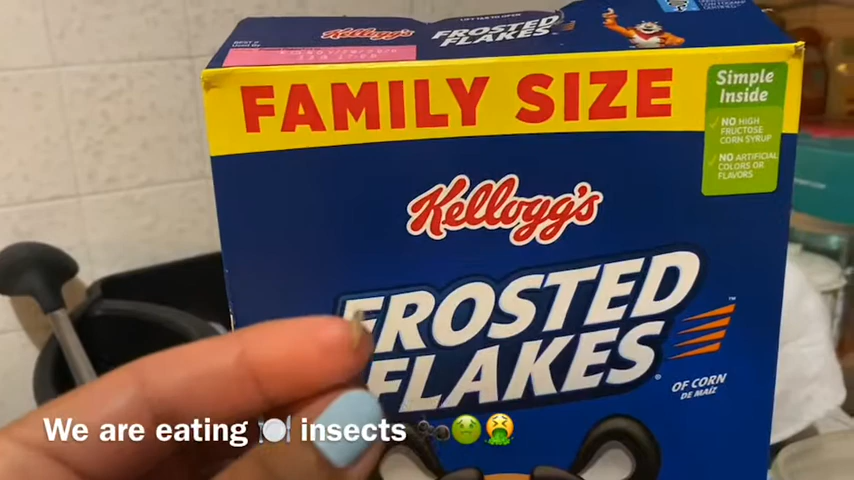 Kellogg's
FROSTED
FLAKES
FAMILY SIZE
Simple
Inside
✓ NO HIGH
FRUCTOSE
CORN SYRUP
✓ NO ARTIFICIAL
COLORS OR
FLAVORS
Kellogg's
FROSTED
FLAKES
OF CORN
DE MAÍZ
We are eating 🍽️ insects 🐜🤢🤮